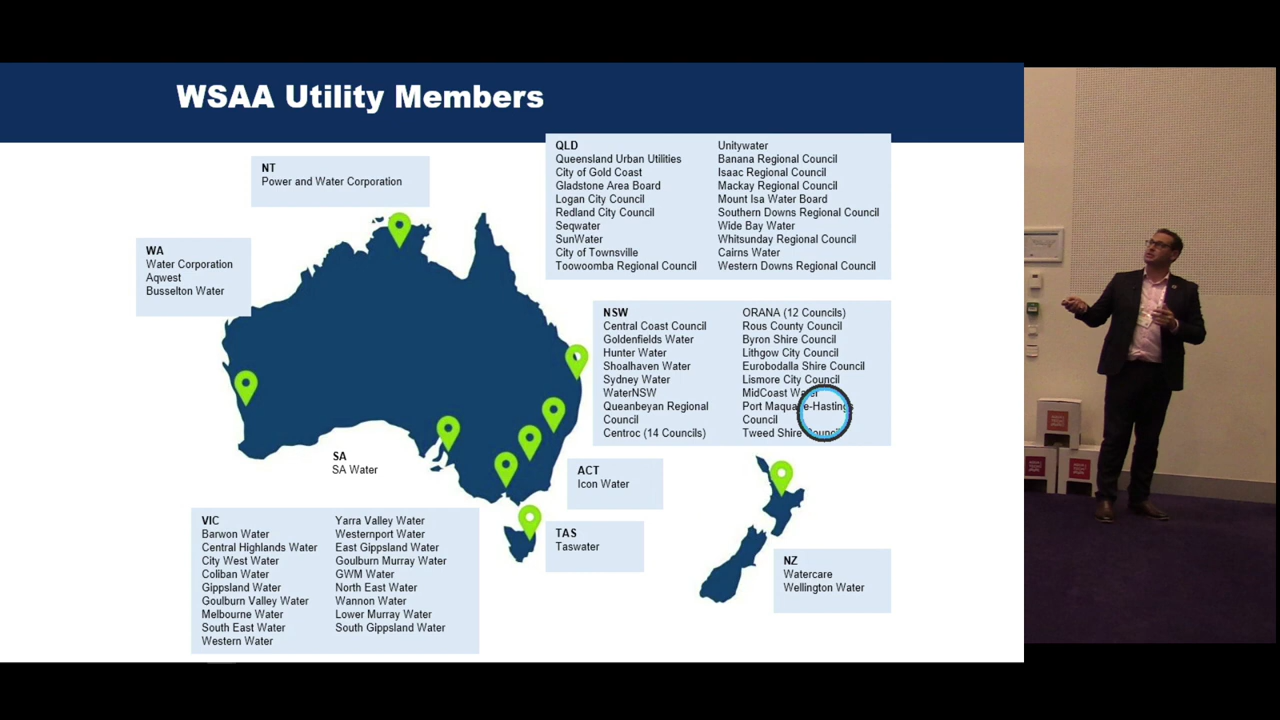 WSAA Utility Members
NT
Power and Water Corporation
WA
Water Corporation
Aqwest
Busselton Water
QLD
Queensland Urban Utilities
City of Gold Coast
Gladstone Area Board
Logan City Council
Redland City Council
Seqwater
SunWater
City of Townsville
Toowoomba Regional Council
Unitywater
Banana Regional Council
Isaac Regional Council
Mackay Regional Council
Mount Isa Water Board
Southern Downs Regional Council
Wide Bay Water
Whitsunday Regional Council
Cairns Water
Western Downs Regional Council
NSW
Central Coast Council
Goldenfields Water
Hunter Water
Shoalhaven Water
Sydney Water
WaterNSW
Queanbeyan Regional
Council
Centroc (14 Councils)
ORANA (12 Councils)
Rous County Council
Byron Shire Council
Lithgow City Council
Eurobodalla Shire Council
Lismore City Council
MidCoast Water
Port Macquarie-Hastings
Council
Tweed Shire Council
SA
SA Water
ACT
Icon Water
TAS
Taswater
VIC
Barwon Water
Central Highlands Water
City West Water
Coliban Water
Gippsland Water
Goulburn Valley Water
Melbourne Water
South East Water
Western Water
Yarra Valley Water
Westernport Water
East Gippsland Water
Goulburn Murray Water
GWM Water
North East Water
Wannon Water
Lower Murray Water
South Gippsland Water
NZ
Watercare
Wellington Water